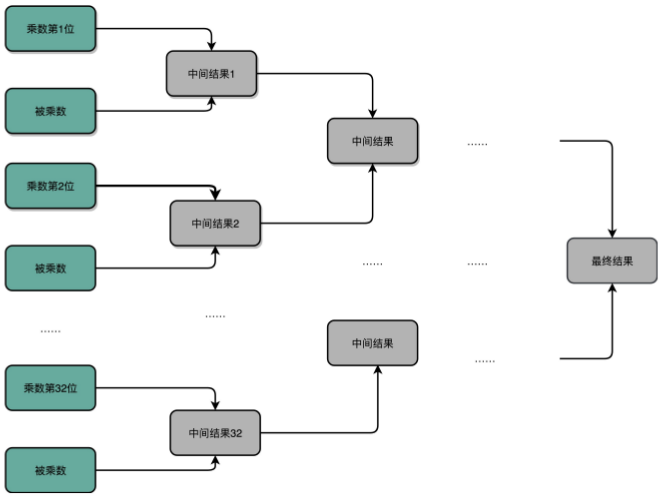 乘数第1位
中间结果1
被乘数
中间结果
......
乘数第2位
中间结果2
被乘数
......
......
最终结果
......
......
中间结果
......
乘数第32位
中间结果32
被乘数